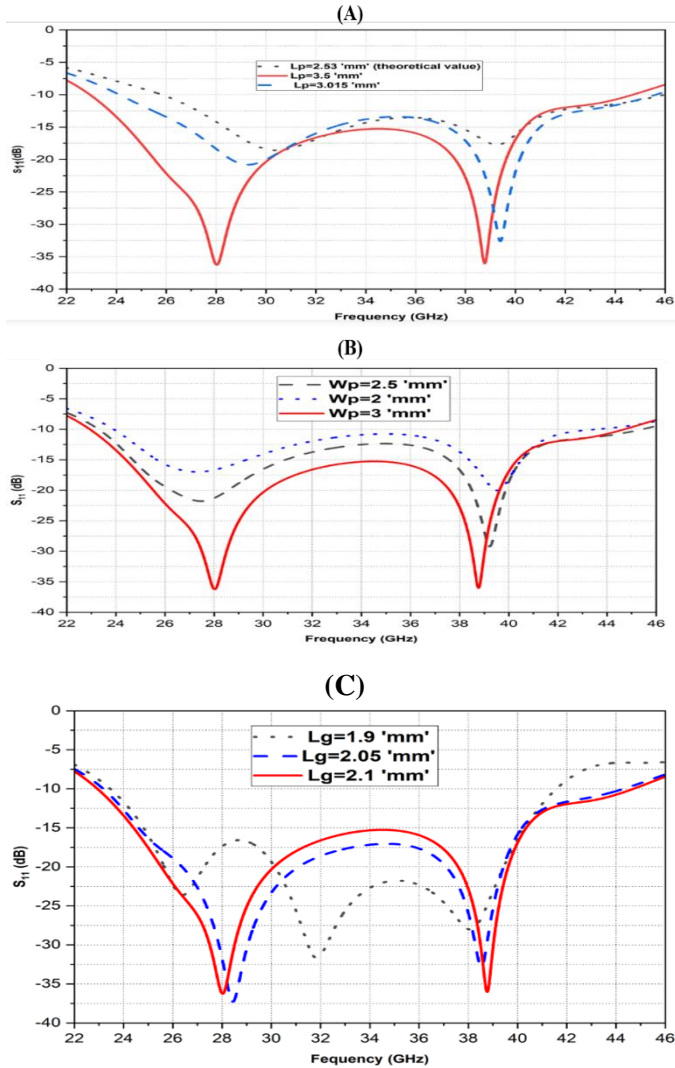 (A)
0
-5
-10
-15
-20
-25
-30
-35
-40
S11(dB)
Lp=2.53 'mm' (theoretical value)
Lp=3.5 'mm'
Lp=3.015 'mm'
22 24 26 28 30 32 34 36 38 40 42 44 46
Frequency (GHz)
(B)
0
-5
-10
-15
-20
-25
-30
-35
-40
S11 (dB)
Wp=2.5 'mm'
Wp=2 'mm'
Wp=3 'mm'
22 24 26 28 30 32 34 36 38 40 42 44 46
Frequency (GHz)
(C)
0
-5
-10
-15
-20
-25
-30
-35
-40
S11 (dB)
Lg=1.9 'mm'
Lg=2.05 'mm'
Lg=2.1 'mm'
22 24 26 28 30 32 34 36 38 40 42 44 46
Fequency (GHz)